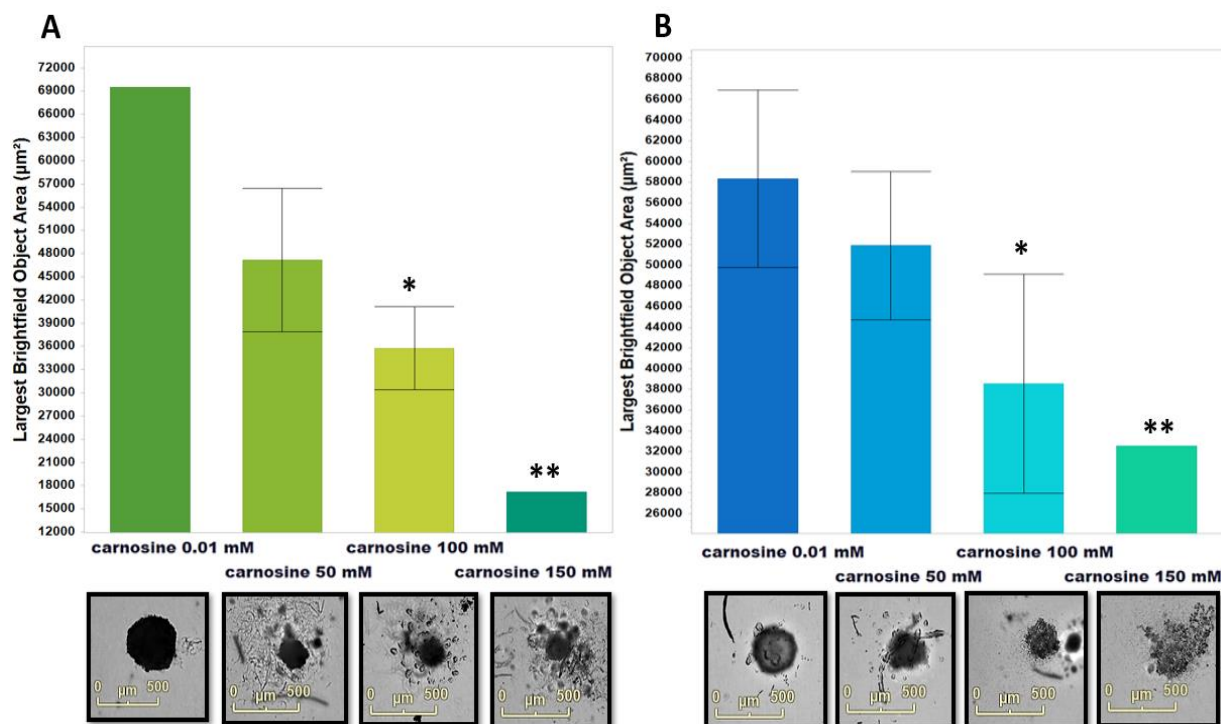 A
Largest Brightfield Object Area (µm²)
72000
69000
66000
63000
60000
57000
54000
51000
48000
45000
42000
39000
36000
33000
30000
27000
24000
21000
18000
15000
12000
*
**
carnosine 0.01 mM
carnosine 100 mM
carnosine 50 mM
carnosine 150 mM
0 µm 500
0 µm 500
0 µm 500
0 µm 500
B
Largest Brightfield Object Area (µm²)
70000
68000
66000
64000
62000
60000
58000
56000
54000
52000
50000
48000
46000
44000
42000
40000
38000
36000
34000
32000
30000
28000
26000
*
**
carnosine 0.01 mM
carnosine 100 mM
carnosine 50 mM
carnosine 150 mM
0 µm 500
0 µm 500
0 µm 500
0 µm 500